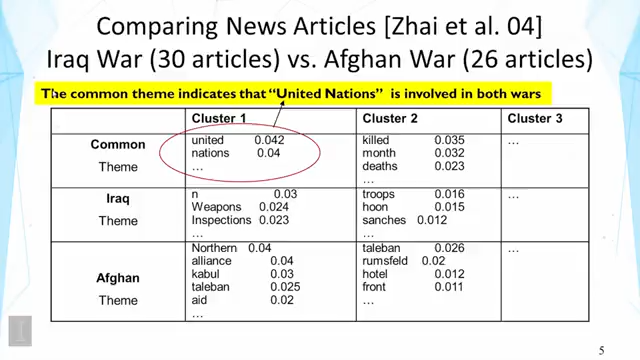 Comparing News Articles [Zhai et al. 04]
Iraq War (30 articles) vs. Afghan War (26 articles)
The common theme indicates that “United Nations” is involved in both wars
Cluster 1 Cluster 2 Cluster 3
Common Theme
united 0.042
nations 0.04
…
killed 0.035
month 0.032
deaths 0.023
…
…
Iraq Theme
n 0.03
Weapons 0.024
Inspections 0.023
…
troops 0.016
hoon 0.015
sanches 0.012
…
…
Afghan Theme
Northern 0.04
alliance 0.04
kabul 0.03
taleban 0.025
aid 0.02
…
taleban 0.026
rumsfeld 0.02
hotel 0.012
front 0.011
…
…
I
5